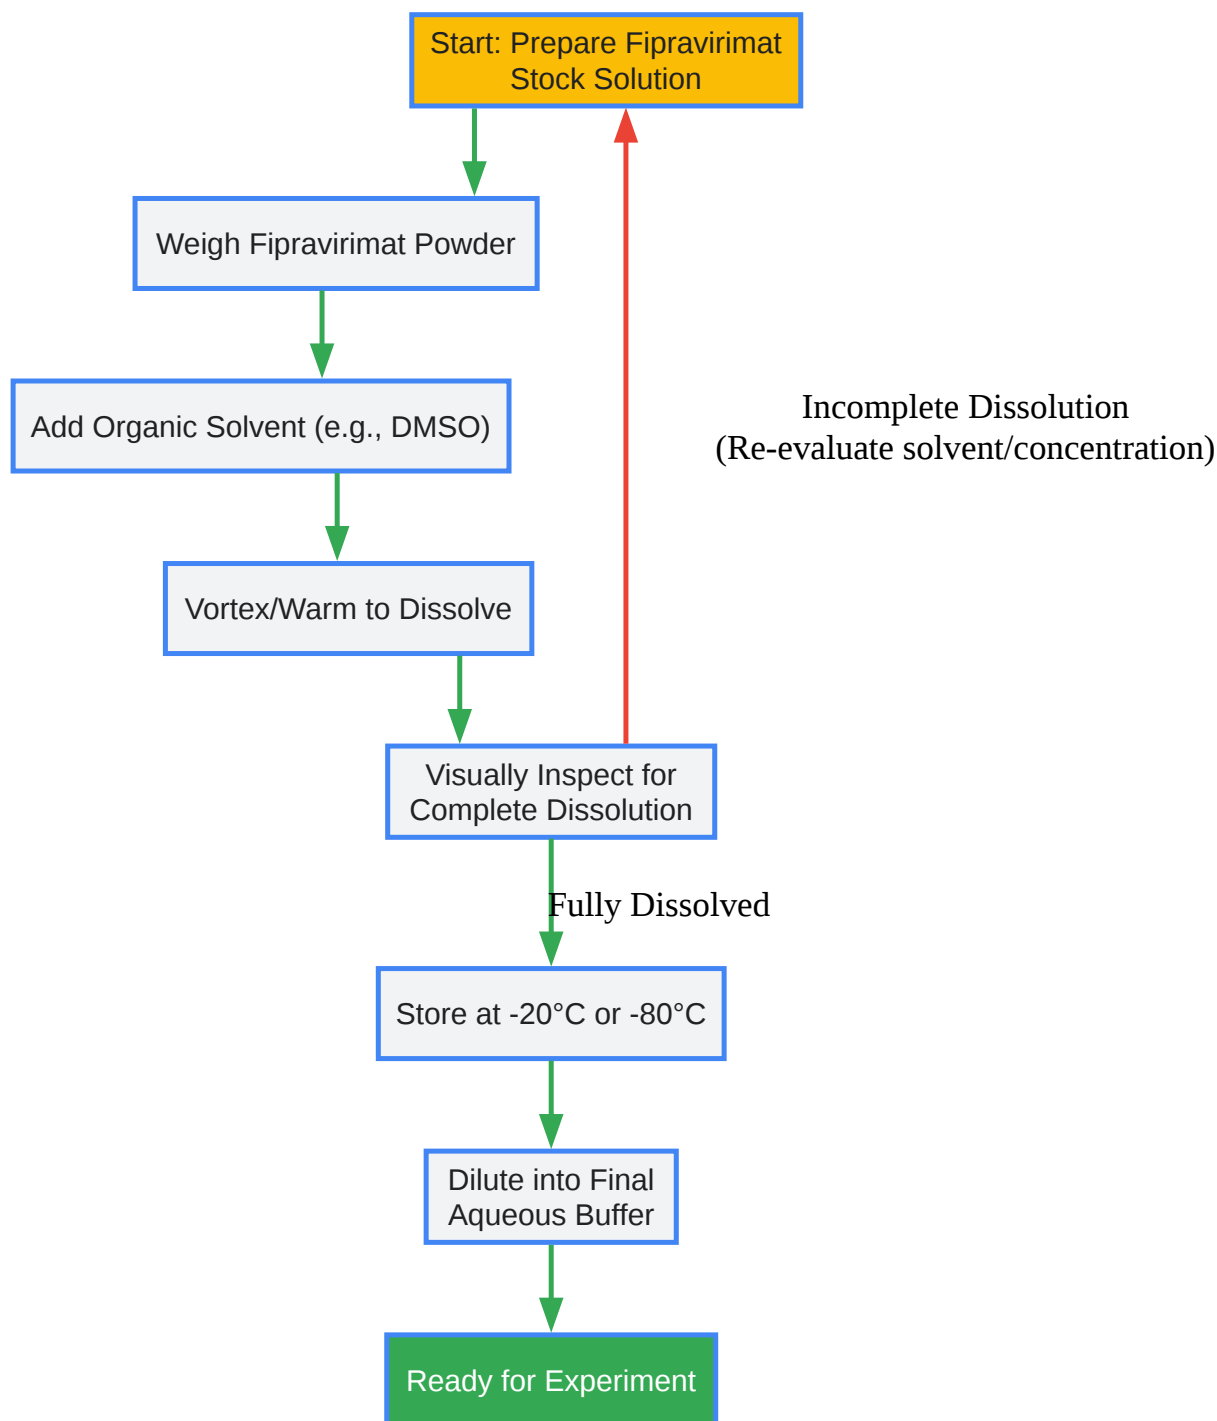 Start: Prepare Fipravirimat
Stock Solution
Weigh Fipravirimat Powder
Add Organic Solvent (e.g., DMSO)
Incomplete Dissolution
(Re-evaluate solvent/concentration)
Vortex/Warm to Dissolve
Visually Inspect for
Complete Dissolution
Fully Dissolved
Store at -20°C or -80°C
Dilute into Final
Aqueous Buffer
Ready for Experiment